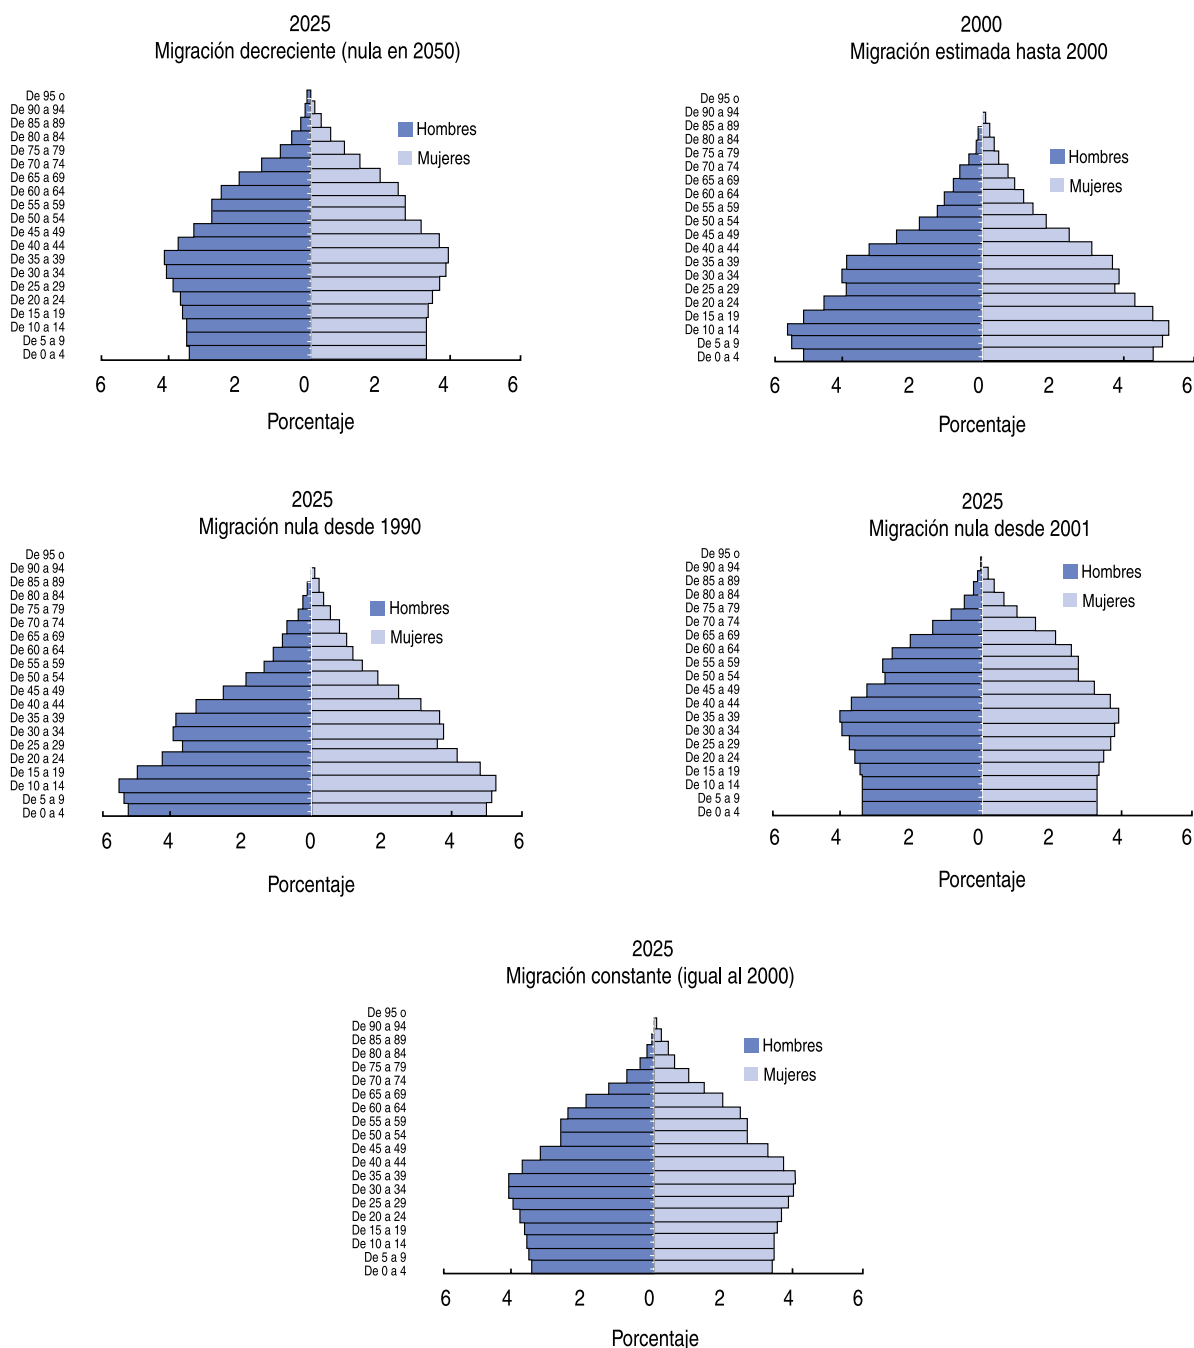 2025
Migración decreciente (nula en 2050)
De 95 o
De 90 a 94
De 85 a 89
De 80 a 84
De 75 a 79
De 70 a 74
De 65 a 69
De 60 a 64
De 55 a 59
De 50 a 54
De 45 a 49
De 40 a 44
De 35 a 39
De 30 a 34
De 25 a 29
De 20 a 24
De 15 a 19
De 10 a 14
De 5 a 9
De 0 a 4
Hombres
Mujeres
6 4 2 0 2 4 6
Porcentaje
2000
Migración estimada hasta 2000
De 95 o
De 90 a 94
De 85 a 89
De 80 a 84
De 75 a 79
De 70 a 74
De 65 a 69
De 60 a 64
De 55 a 59
De 50 a 54
De 45 a 49
De 40 a 44
De 35 a 39
De 30 a 34
De 25 a 29
De 20 a 24
De 15 a 19
De 10 a 14
De 5 a 9
De 0 a 4
Hombres
Mujeres
6 4 2 0 2 4 6
Porcentaje
2025
Migración nula desde 1990
De 95 o
De 90 a 94
De 85 a 89
De 80 a 84
De 75 a 79
De 70 a 74
De 65 a 69
De 60 a 64
De 55 a 59
De 50 a 54
De 45 a 49
De 40 a 44
De 35 a 39
De 30 a 34
De 25 a 29
De 20 a 24
De 15 a 19
De 10 a 14
De 5 a 9
De 0 a 4
Hombres
Mujeres
6 4 2 0 2 4 6
Porcentaje
2025
Migración nula desde 2001
De 95 o
De 90 a 94
De 85 a 89
De 80 a 84
De 75 a 79
De 70 a 74
De 65 a 69
De 60 a 64
De 55 a 59
De 50 a 54
De 45 a 49
De 40 a 44
De 35 a 39
De 30 a 34
De 25 a 29
De 20 a 24
De 15 a 19
De 10 a 14
De 5 a 9
De 0 a 4
Hombres
Mujeres
6 4 2 0 2 4 6
Porcentaje
2025
Migración constante (igual al 2000)
De 95 o
De 90 a 94
De 85 a 89
De 80 a 84
De 75 a 79
De 70 a 74
De 65 a 69
De 60 a 64
De 55 a 59
De 50 a 54
De 45 a 49
De 40 a 44
De 35 a 39
De 30 a 34
De 25 a 29
De 20 a 24
De 15 a 19
De 10 a 14
De 5 a 9
De 0 a 4
Hombres
Mujeres
6 4 2 0 2 4 6
Porcentaje